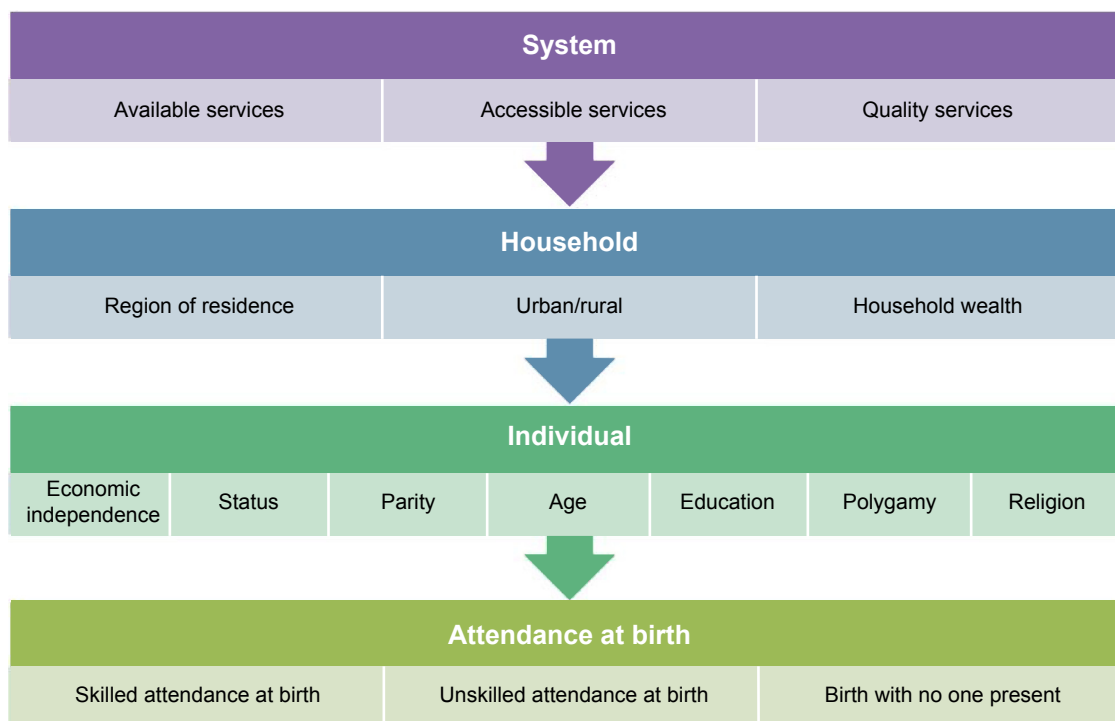 System
Available services
Accessible services
Quality services
Household
Region of residence
Urban/rural
Household wealth
Individual
Economic
independence
Status
Parity
Age
Education
Polygamy
Religion
Attendance at birth
Skilled attendance at birth
Unskilled attendance at birth
Birth with no one present